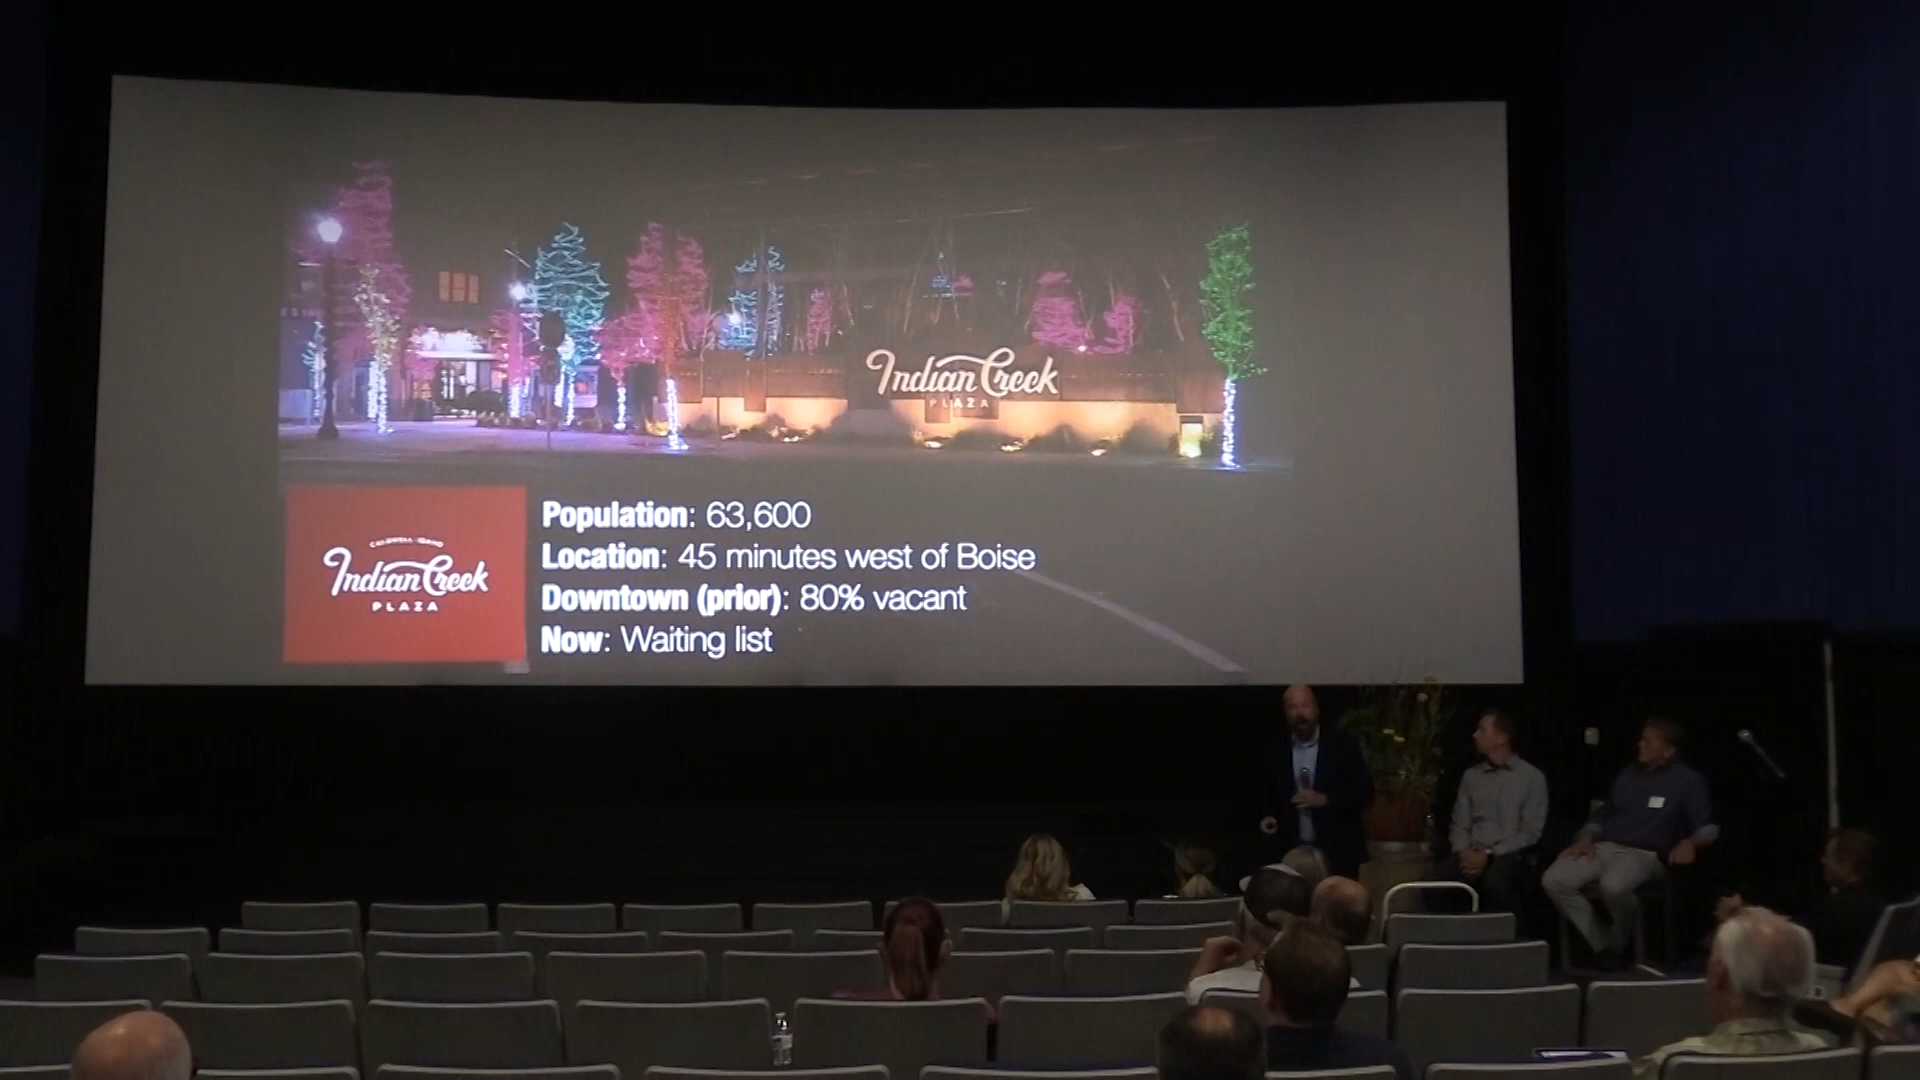 Indian Creek
PLAZA
CALDWELL · IDAHO
Indian Creek
PLAZA
Population: 63,600
Location: 45 minutes west of Boise
Downtown (prior): 80% vacant
Now: Waiting list